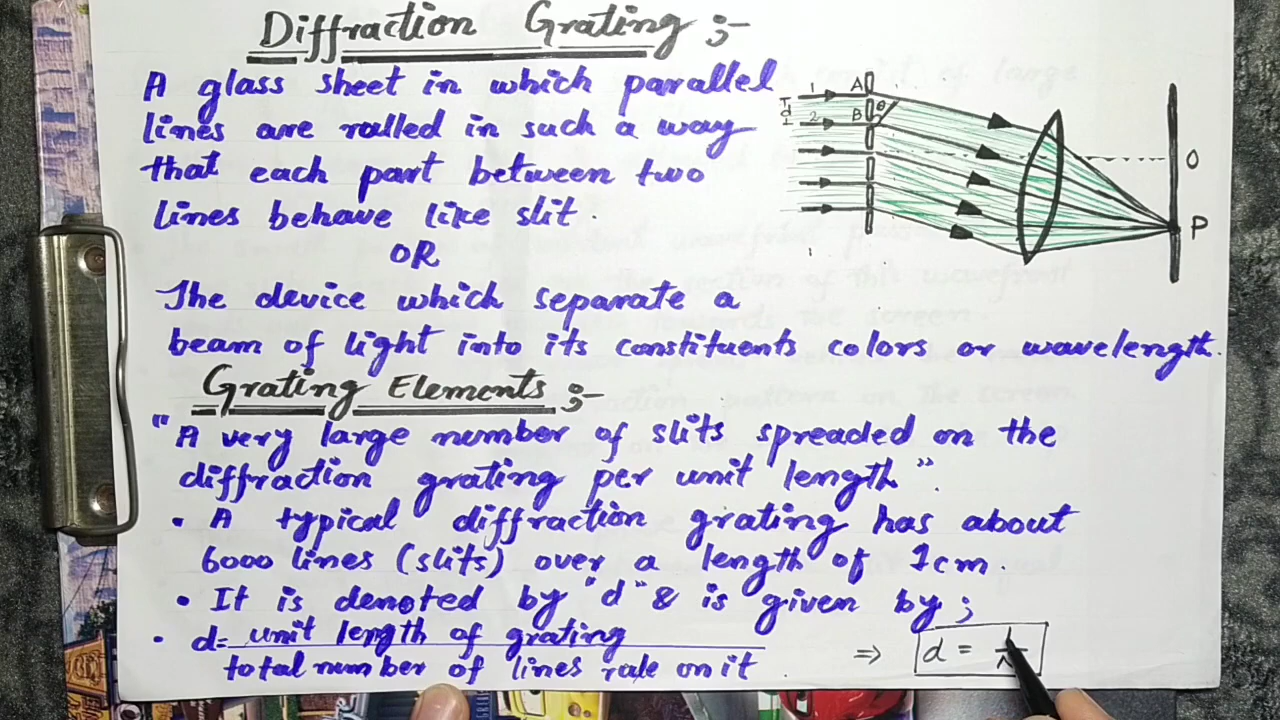 Diffraction Grating ;-
A glass sheet in which parallel
lines are ralled in such a way
that each part between two
lines behave like slit.
OR
The device which separate a
beam of light into its constituents colors or wavelength.
Grating Elements ;-
"A very large number of slits spreaded on the
diffraction grating per unit length".
• A typical diffraction grating has about
6000 lines (slits) over a length of 1cm.
• It is denoted by "d" & is given by;
• d= unit length of grating
total number of lines rale on it
⇒ d =
1 A
d θ
2 B
O
P